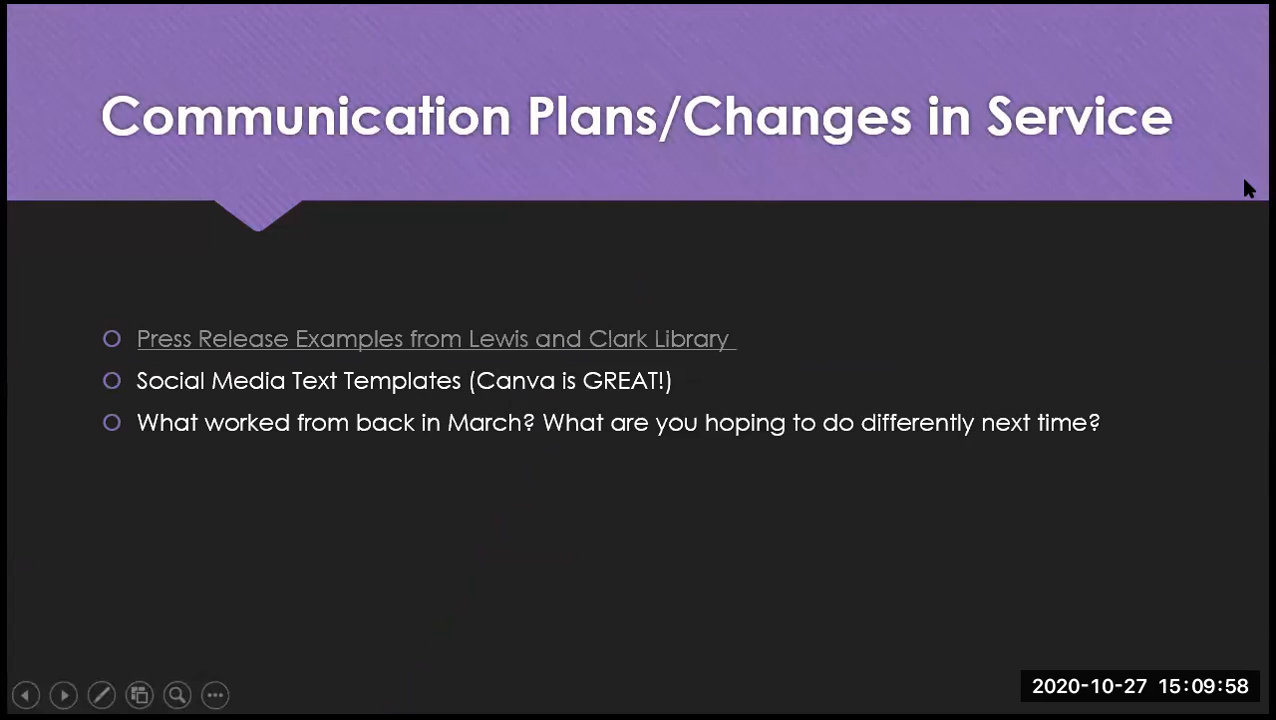 Communication Plans/Changes in Service
Press Release Examples from Lewis and Clark Library
Social Media Text Templates (Canva is GREAT!)
What worked from back in March? What are you hoping to do differently next time?
2020-10-27 15:09:58